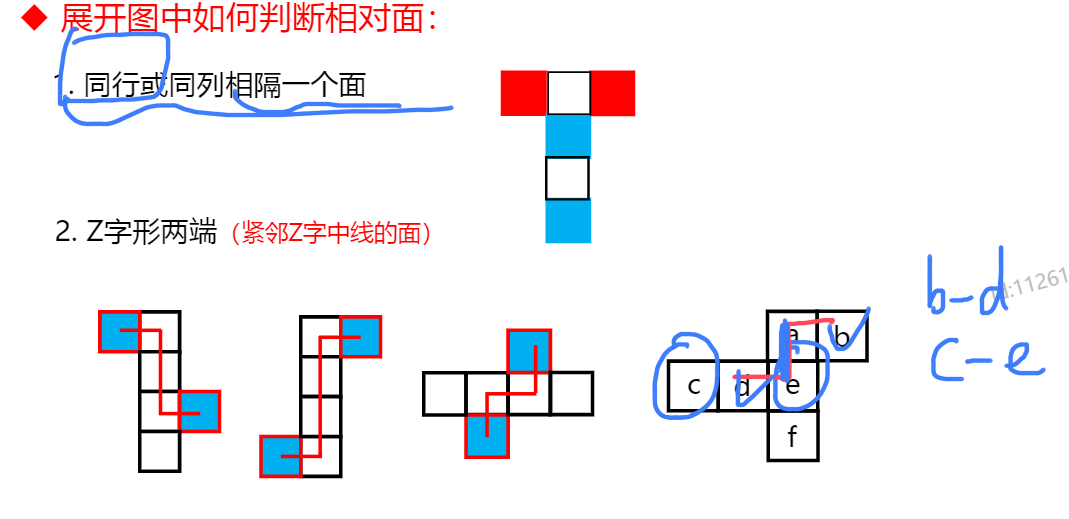 ◆ 展开图中如何判断相对面：
1. 同行或同列相隔一个面
2. Z字形两端（紧邻Z字中线的面）
b-d
id:11261
a b
c-e
c d e
f